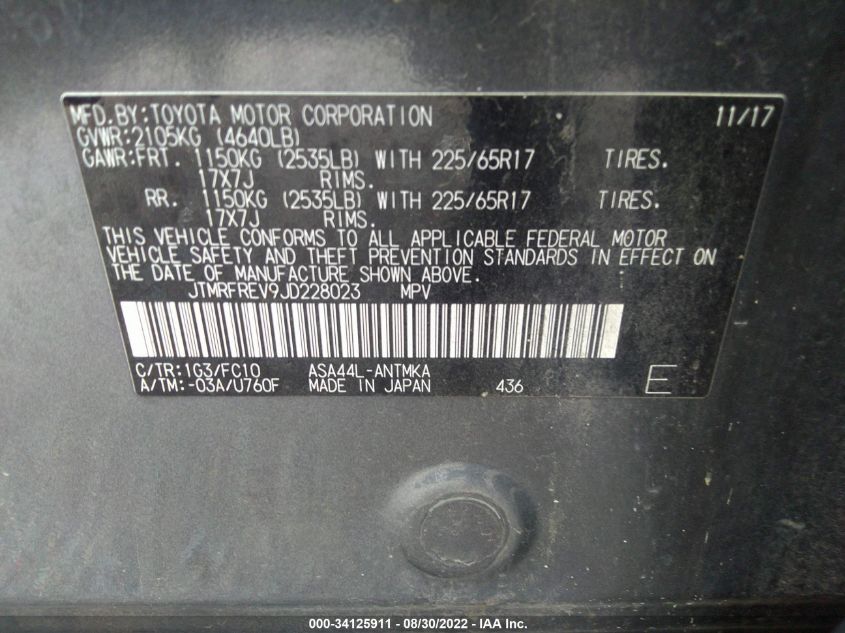 MFD.BY:TOYOTA MOTOR CORPORATION 11/17
GVWR:2105KG (4640LB)
GAWR:FRT. 1150KG (2535LB) WITH 225/65R17 TIRES.
17X7J RIMS.
RR. 1150KG (2535LB) WITH 225/65R17 TIRES.
17X7J RIMS.
THIS VEHICLE CONFORMS TO ALL APPLICABLE FEDERAL MOTOR
VEHICLE SAFETY AND THEFT PREVENTION STANDARDS IN EFFECT ON
THE DATE OF MANUFACTURE SHOWN ABOVE.
JTMRFREV9JD228023 MPV
C/TR:1G3/FC10 ASA44L-ANTMKA
A/TM:-03A/U760F MADE IN JAPAN 436 E
000-34125911 - 08/30/2022 - IAA Inc.